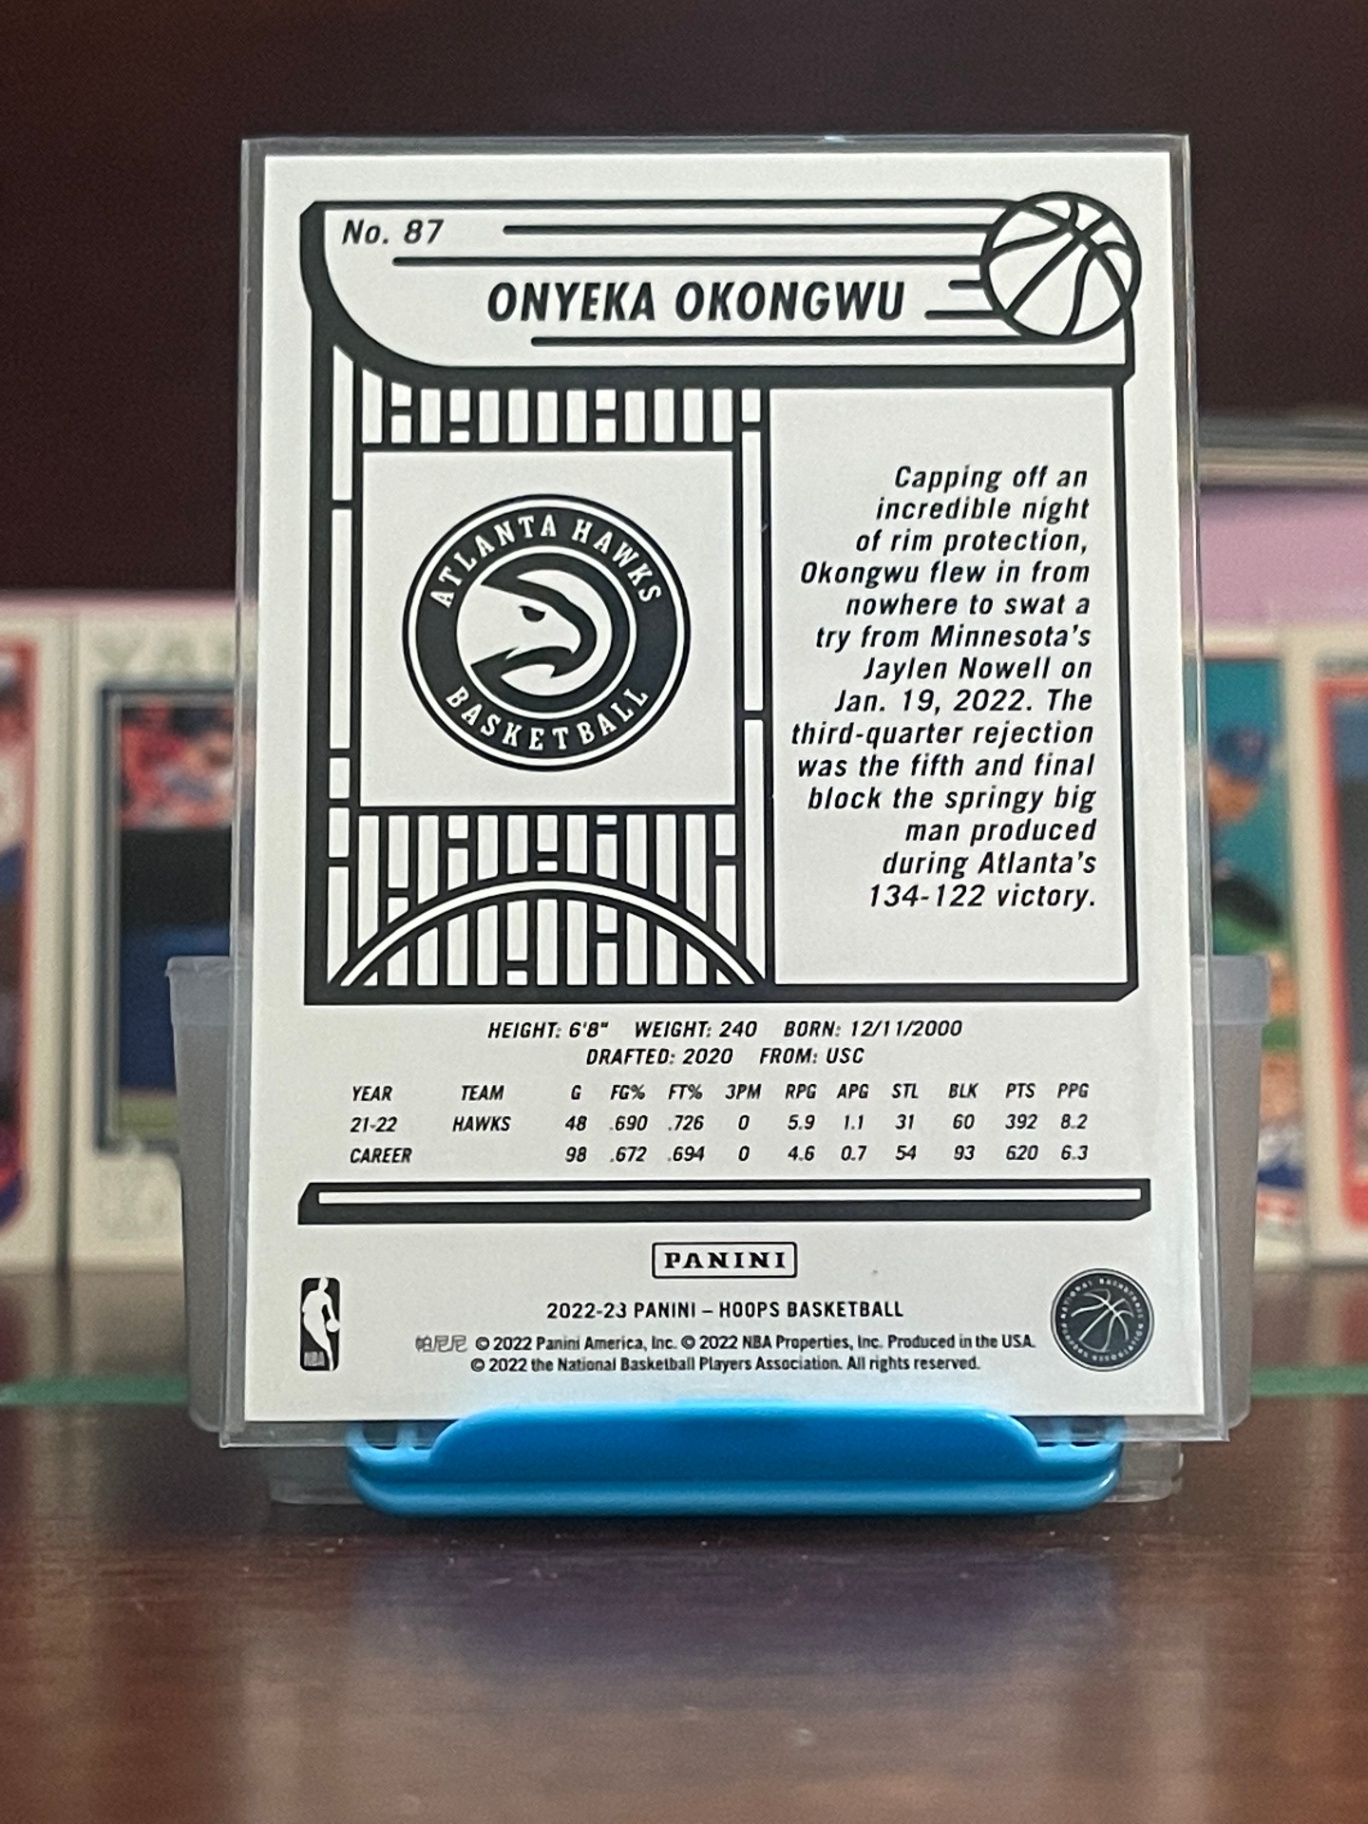 No. 87
ONYEKA OKONGWU
ATLANTA HAWKS
BASKETBALL
Capping off an
incredible night
of rim protection,
Okongwu flew in from
nowhere to swat a
try from Minnesota's
Jaylen Nowell on
Jan. 19, 2022. The
third-quarter rejection
was the fifth and final
block the springy big
man produced
during Atlanta's
134-122 victory.
HEIGHT: 6'8" WEIGHT: 240 BORN: 12/11/2000
DRAFTED: 2020 FROM: USC
YEAR TEAM G FG% FT% 3PM RPG APG STL BLK PTS PPG
21-22 HAWKS 48 .690 .726 0 5.9 1.1 31 60 392 8.2
CAREER 98 .672 .694 0 4.6 0.7 54 93 620 6.3
PANINI
2022-23 PANINI – HOOPS BASKETBALL
帕尼尼 © 2022 Panini America, Inc. © 2022 NBA Properties, Inc. Produced in the USA.
© 2022 the National Basketball Players Association. All rights reserved.
NBA
NATIONAL BASKETBALL PLAYERS ASSOCIATION